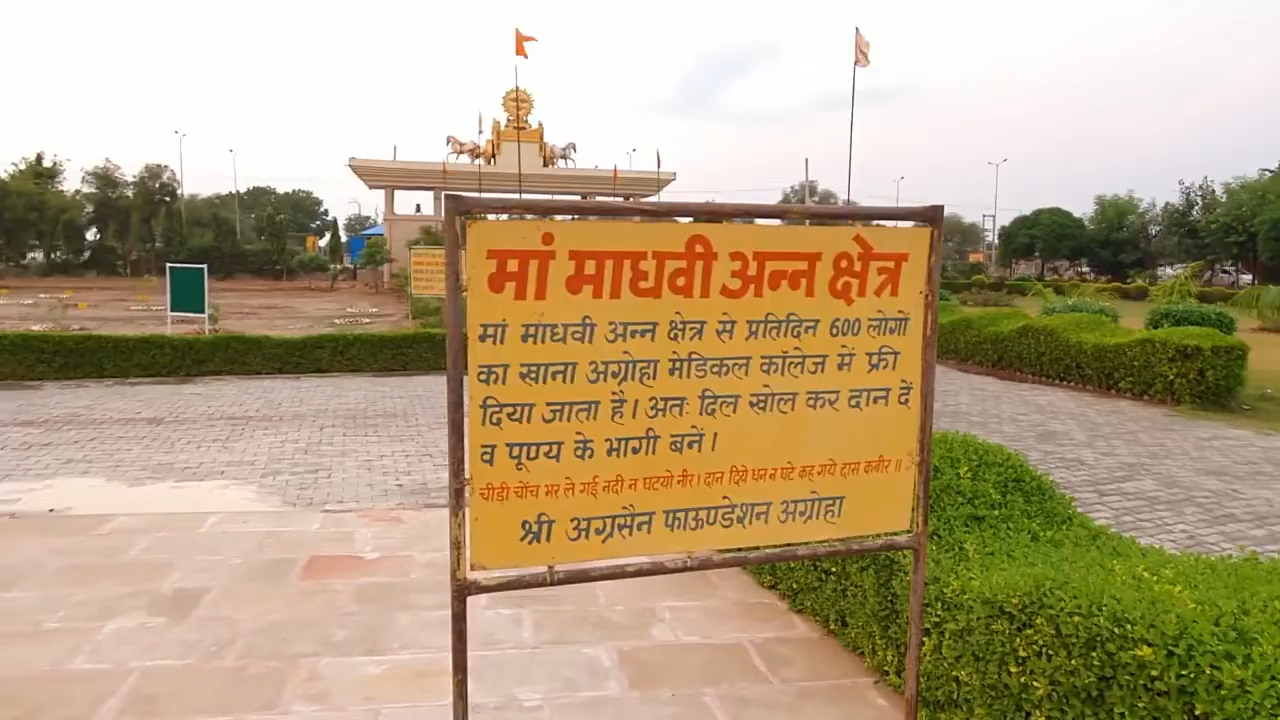 मां माधवी अन्न क्षेत्र
मां माधवी अन्न क्षेत्र से प्रतिदिन 600 लोगों
का खाना अग्रोहा मेडिकल कॉलेज में फ्री
दिया जाता है। अतः दिल खोल कर दान दें
व पूण्य के भागी बनें।
चीडी चोंच भर ले गई नदी न घटयो नीर। दान दिये धन न घटे कह गये दास कबीर॥
श्री अग्रसैन फाऊण्डेशन अग्रोहा